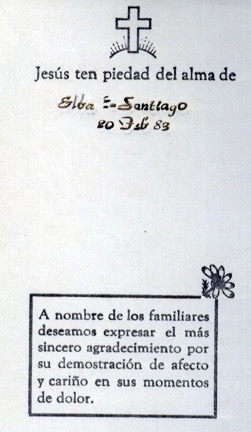 Jesús ten piedad del alma de
Elba E. Santiago
20 Feb 83
A nombre de los familiares
deseamos expresar el más
sincero agradecimiento por
su demostración de afecto
y cariño en sus momentos
de dolor.